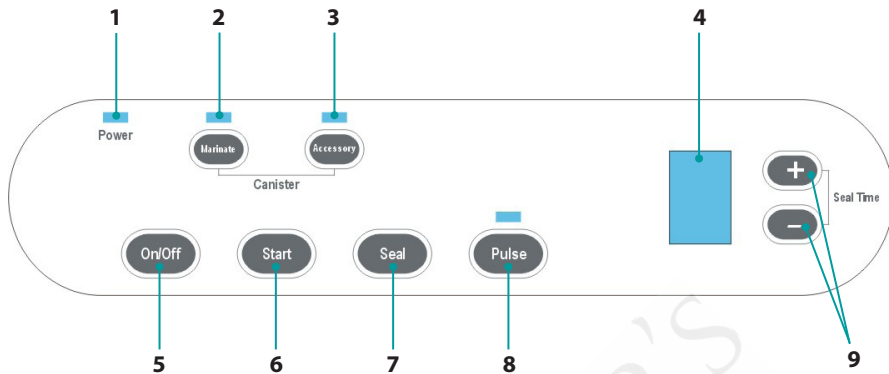 1 2 3 4
Power
Marinate Accessory
Canister
+
Seal Time
−
On/Off Start Seal Pulse
5 6 7 8 9